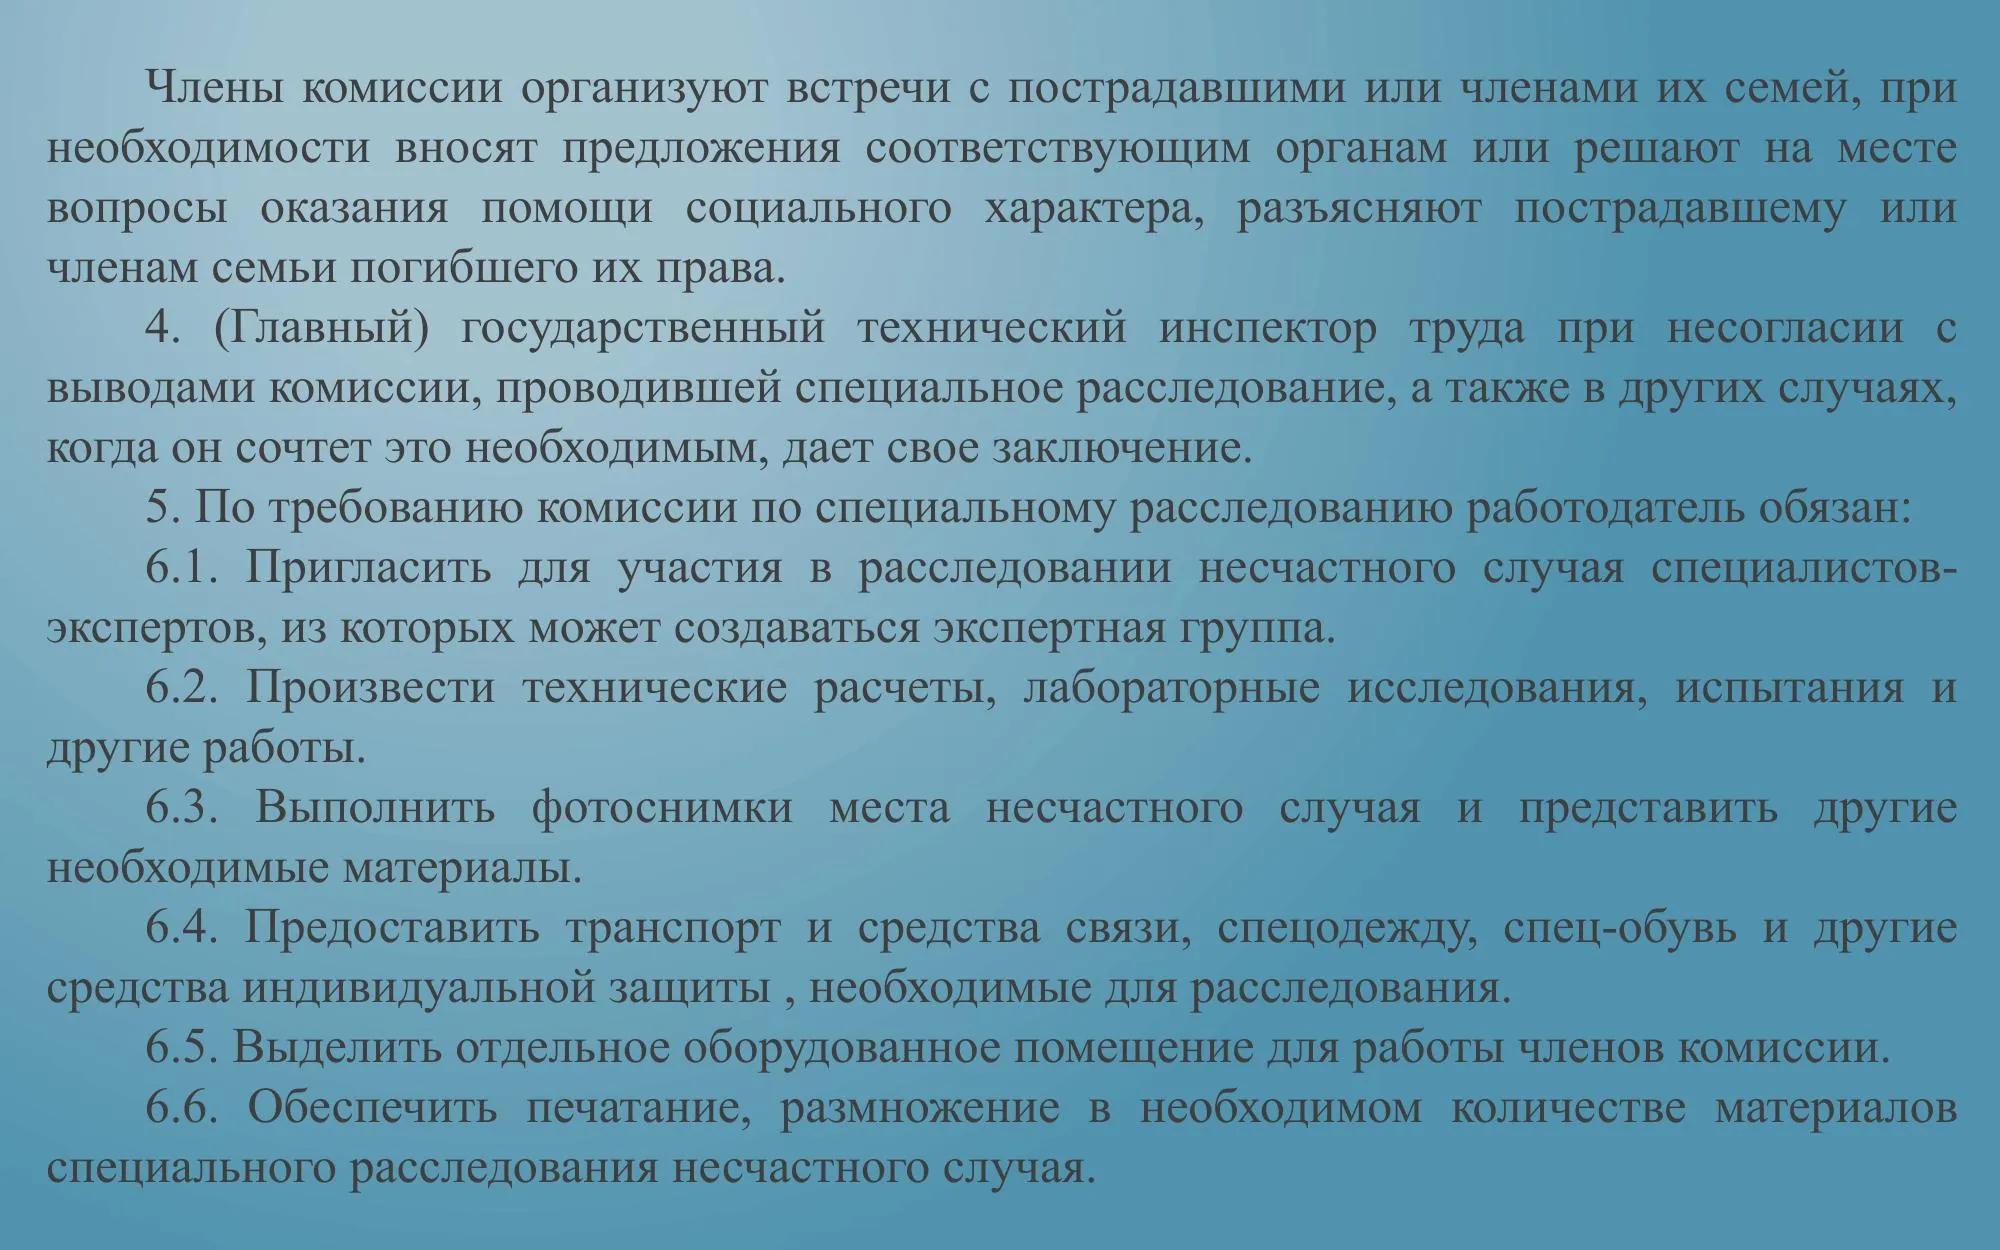 Члены комиссии организуют встречи с пострадавшими или членами их семей, при
необходимости вносят предложения соответствующим органам или решают на месте
вопросы оказания помощи социального характера, разъясняют пострадавшему или
членам семьи погибшего их права.
4. (Главный) государственный технический инспектор труда при несогласии с
выводами комиссии, проводившей специальное расследование, а также в других случаях,
когда он сочтет это необходимым, дает свое заключение.
5. По требованию комиссии по специальному расследованию работодатель обязан:
6.1. Пригласить для участия в расследовании несчастного случая специалистов-
экспертов, из которых может создаваться экспертная группа.
6.2. Произвести технические расчеты, лабораторные исследования, испытания и
другие работы.
6.3. Выполнить фотоснимки места несчастного случая и представить другие
необходимые материалы.
6.4. Предоставить транспорт и средства связи, спецодежду, спец-обувь и другие
средства индивидуальной защиты , необходимые для расследования.
6.5. Выделить отдельное оборудованное помещение для работы членов комиссии.
6.6. Обеспечить печатание, размножение в необходимом количестве материалов
специального расследования несчастного случая.